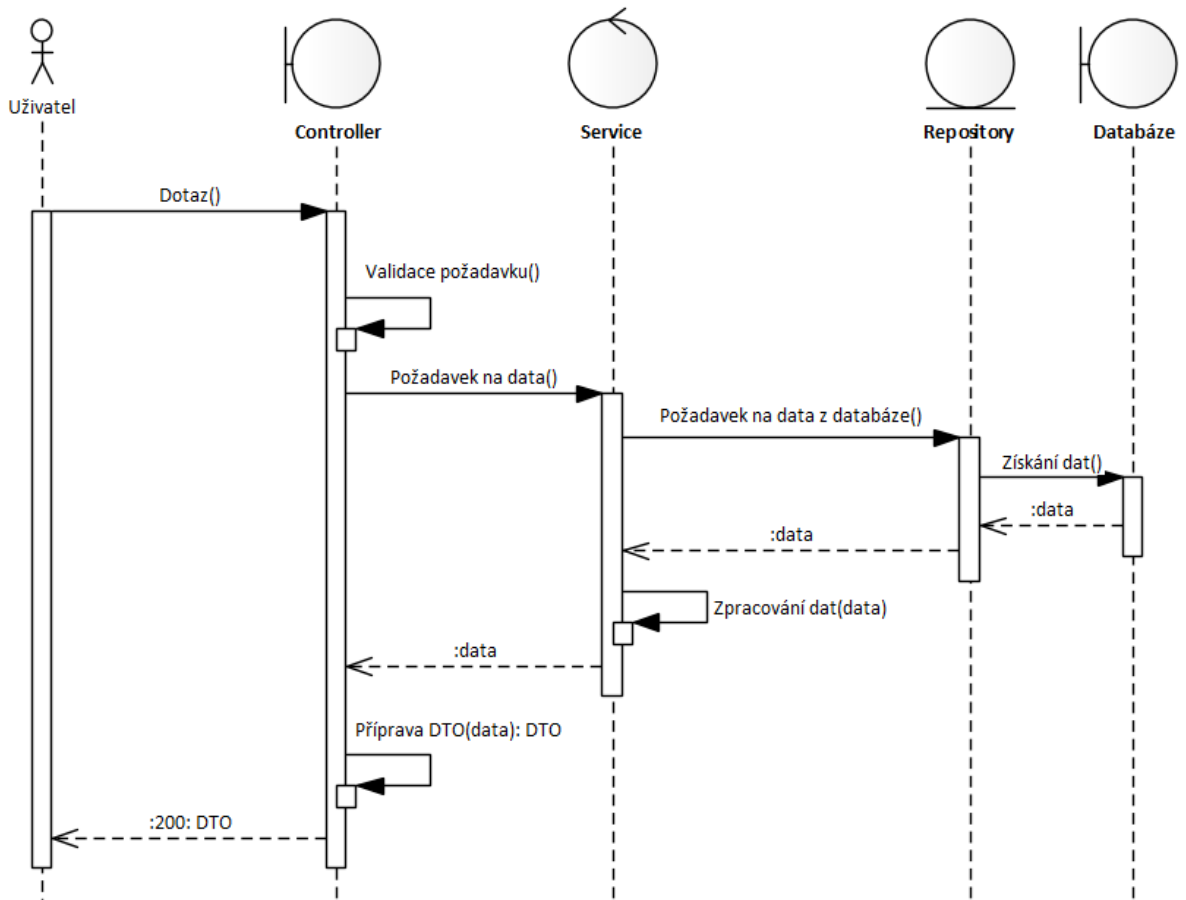 Uživatel
Controller
Service
Repository
Databáze
Dotaz()
Validace požadavku()
Požadavek na data()
Požadavek na data z databáze()
Získání dat()
:data
:data
Zpracování dat(data)
:data
Příprava DTO(data): DTO
:200: DTO